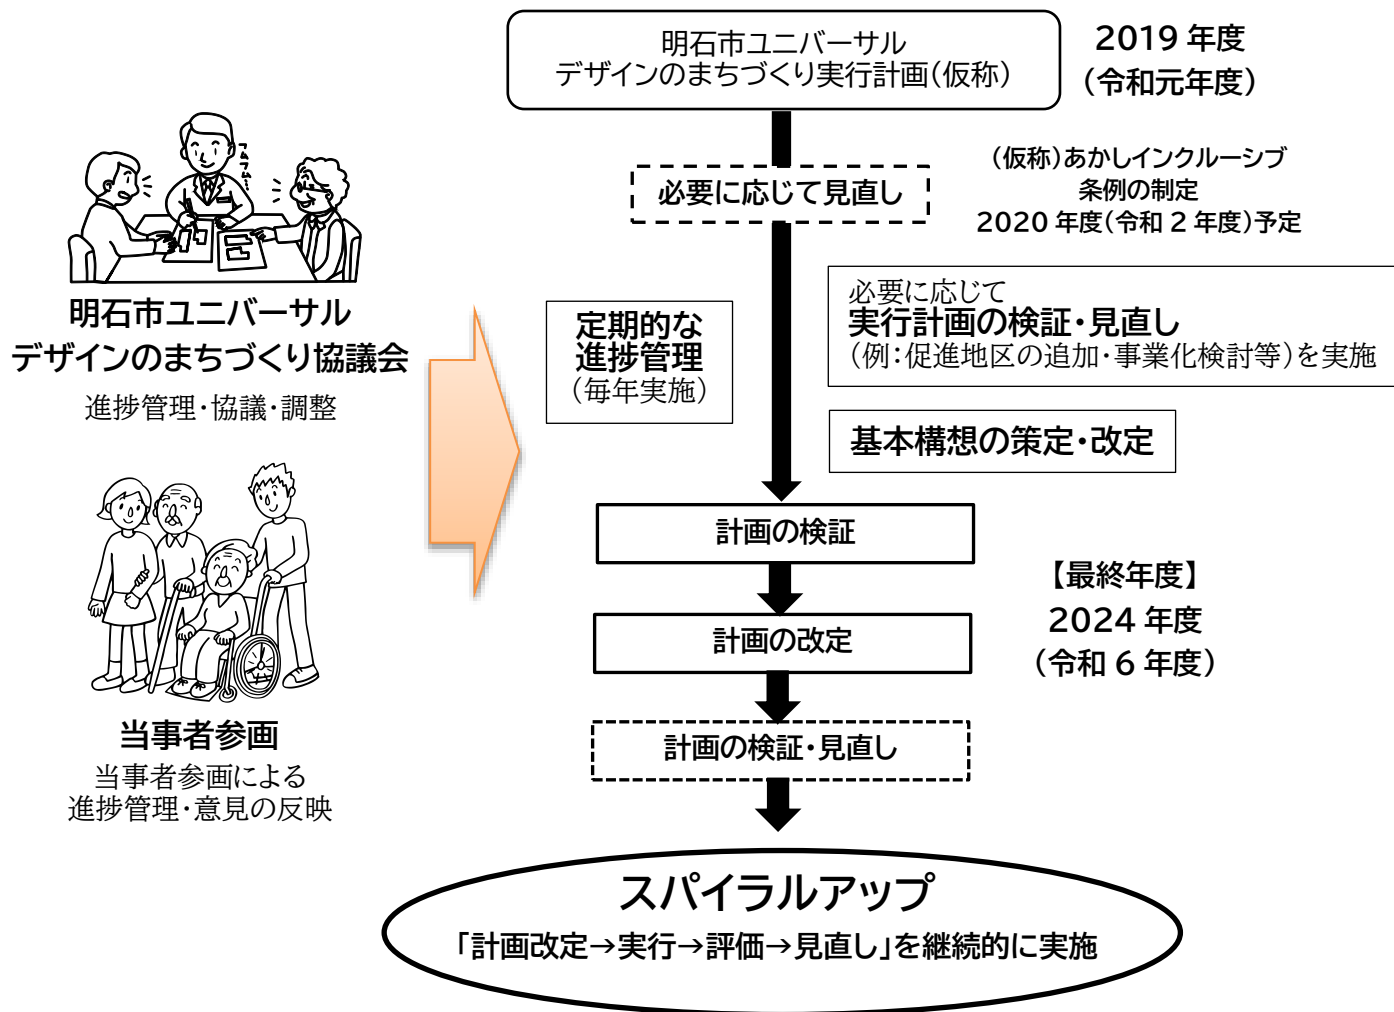 明石市ユニバーサル
デザインのまちづくり実行計画(仮称)
2019 年度
(令和元年度)
必要に応じて見直し
(仮称)あかしインクルーシブ
条例の制定
2020 年度(令和 2 年度)予定
フムフム…
明石市ユニバーサル
デザインのまちづくり協議会
進捗管理・協議・調整
定期的な
進捗管理
(毎年実施)
必要に応じて
実行計画の検証・見直し
(例:促進地区の追加・事業化検討等)を実施
基本構想の策定・改定
計画の検証
計画の改定
【最終年度】
2024 年度
(令和 6 年度)
計画の検証・見直し
当事者参画
当事者参画による
進捗管理・意見の反映
スパイラルアップ
「計画改定→実行→評価→見直し」を継続的に実施